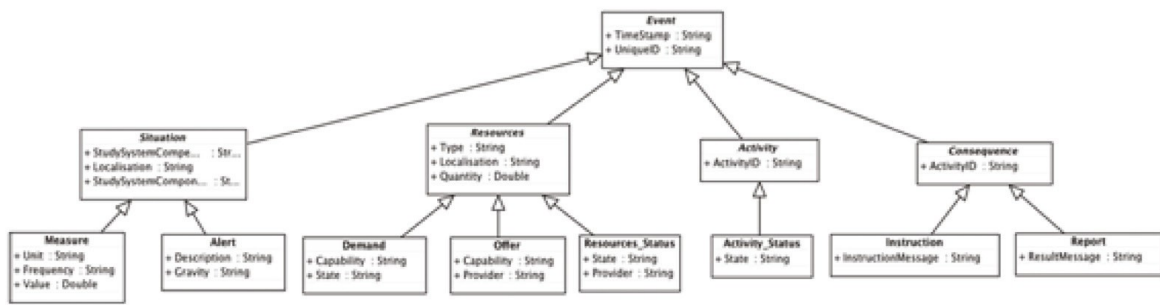 Event
+ TimeStamp : String
+ UniqueID : String
Situation
+ StudySystemCompe... : Str...
+ Localisation : String
+ StudySystemCompon... : St...
Resources
+ Type : String
+ Localisation : String
+ Quantity : Double
Activity
+ ActivityID : String
Consequence
+ ActivityID : String
Measure
+ Unit : String
+ Frequency : String
+ Value : Double
Alert
+ Description : String
+ Gravity : String
Demand
+ Capability : String
+ State : String
Offer
+ Capability : String
+ Provider : String
Resources_Status
+ State : String
+ Provider : String
Activity_Status
+ State : String
Instruction
+ InstructionMessage : String
Report
+ ResultMessage : String